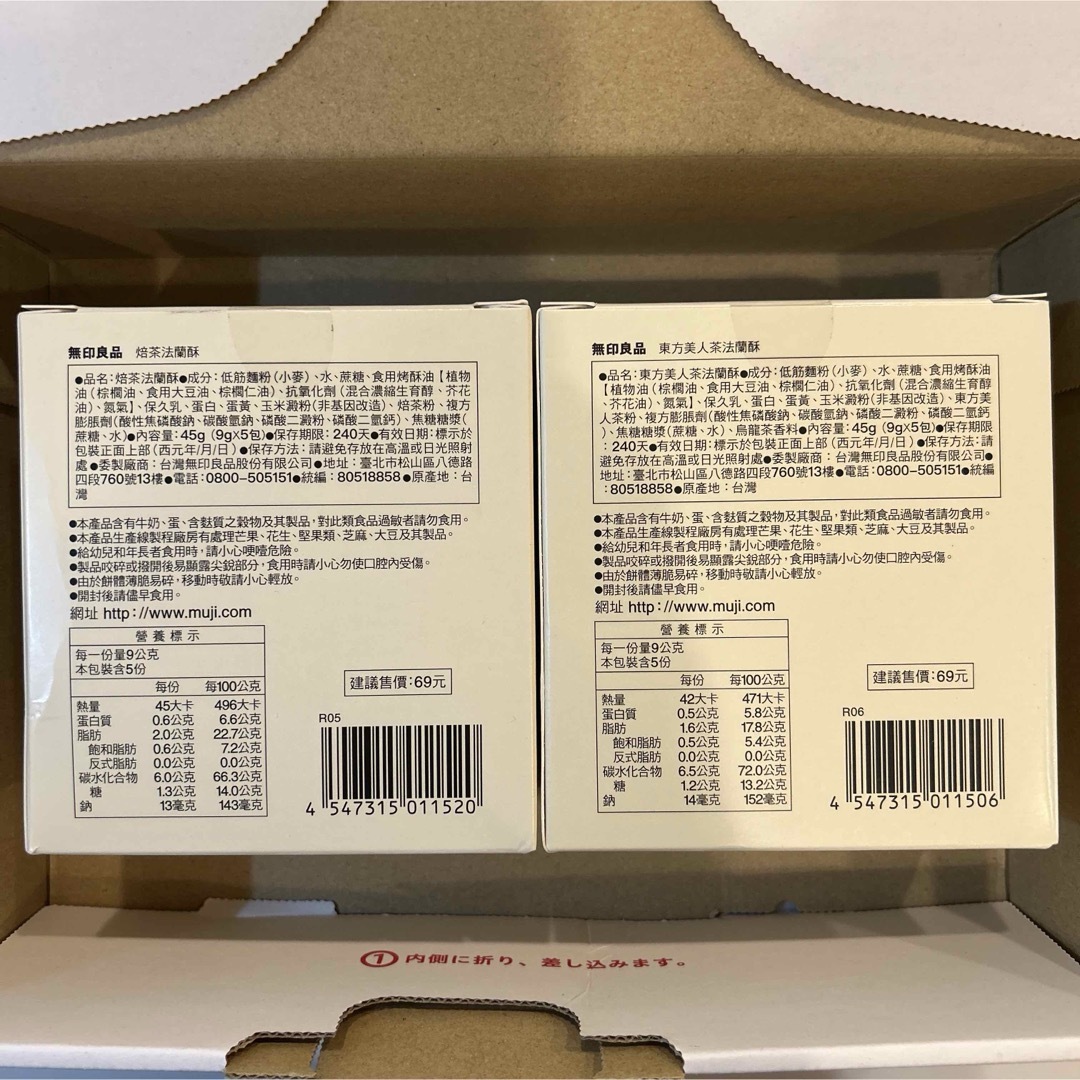 無印良品 焙茶法蘭酥
●品名:焙茶法蘭酥●成分:低筋麵粉(小麥)、水、蔗糖、食用烤酥油【植物
油(棕櫚油、食用大豆油、棕櫚仁油)、抗氧化劑(混合濃縮生育醇、芥花
油)、氮氣】、保久乳、蛋白、蛋黃、玉米澱粉(非基因改造)、焙茶粉、複方
膨脹劑(酸性焦磷酸鈉、碳酸氫鈉、磷酸二澱粉、磷酸二氫鈣)、焦糖糖漿(
蔗糖、水)●內容量:45g(9g×5包)●保存期限:240天●有效日期:標示於
包裝正面上部(西元年/月/日)●保存方法:請避免存放在高溫或日光照射
處●委製廠商:台灣無印良品股份有限公司●地址:臺北市松山區八德路
四段760號13樓●電話:0800-505151●統編:80518858●原產地:台
灣
●本產品含有牛奶、蛋、含麩質之穀物及其製品,對此類食品過敏者請勿食用。
●本產品生產線製程廠房有處理芒果、花生、堅果類、芝麻、大豆及其製品。
●給幼兒和年長者食用時,請小心哽噎危險。
●製品咬碎或撥開後易顯露尖銳部分,食用時請小心勿使口腔內受傷。
●由於餅體薄脆易碎,移動時敬請小心輕放。
●開封後請儘早食用。
網址 http://www.muji.com
營養標示
每一份量9公克
本包裝含5份
每份 每100公克
熱量 45大卡 496大卡
蛋白質 0.6公克 6.6公克
脂肪 2.0公克 22.7公克
飽和脂肪 0.6公克 7.2公克
反式脂肪 0.0公克 0.0公克
碳水化合物 6.0公克 66.3公克
糖 1.3公克 14.0公克
鈉 13毫克 143毫克
建議售價:69元
R05
4 547315 011520
無印良品 東方美人茶法蘭酥
●品名:東方美人茶法蘭酥●成分:低筋麵粉(小麥)、水、蔗糖、食用烤酥油
【植物油(棕櫚油、食用大豆油、棕櫚仁油)、抗氧化劑(混合濃縮生育醇
、芥花油)、氮氣】、保久乳、蛋白、蛋黃、玉米澱粉(非基因改造)、東方美
人茶粉、複方膨脹劑(酸性焦磷酸鈉、碳酸氫鈉、磷酸二澱粉、磷酸二氫鈣
)、焦糖糖漿(蔗糖、水)、烏龍茶香料●內容量:45g(9g×5包)●保存期限:
240天●有效日期:標示於包裝正面上部(西元年/月/日)●保存方法:請
避免存放在高溫或日光照射處●委製廠商:台灣無印良品股份有限公司●
地址:臺北市松山區八德路四段760號13樓●電話:0800-505151●統編
:80518858●原產地:台灣
●本產品含有牛奶、蛋、含麩質之穀物及其製品,對此類食品過敏者請勿食用。
●本產品生產線製程廠房有處理芒果、花生、堅果類、芝麻、大豆及其製品。
●給幼兒和年長者食用時,請小心哽噎危險。
●製品咬碎或撥開後易顯露尖銳部分,食用時請小心勿使口腔內受傷。
●由於餅體薄脆易碎,移動時敬請小心輕放。
●開封後請儘早食用。
網址 http://www.muji.com
營養標示
每一份量9公克
本包裝含5份
每份 每100公克
熱量 42大卡 471大卡
蛋白質 0.5公克 5.8公克
脂肪 1.6公克 17.8公克
飽和脂肪 0.5公克 5.4公克
反式脂肪 0.0公克 0.0公克
碳水化合物 6.5公克 72.0公克
糖 1.2公克 13.2公克
鈉 14毫克 152毫克
建議售價:69元
R06
4 547315 011506
①内側に折り、差し込みます。